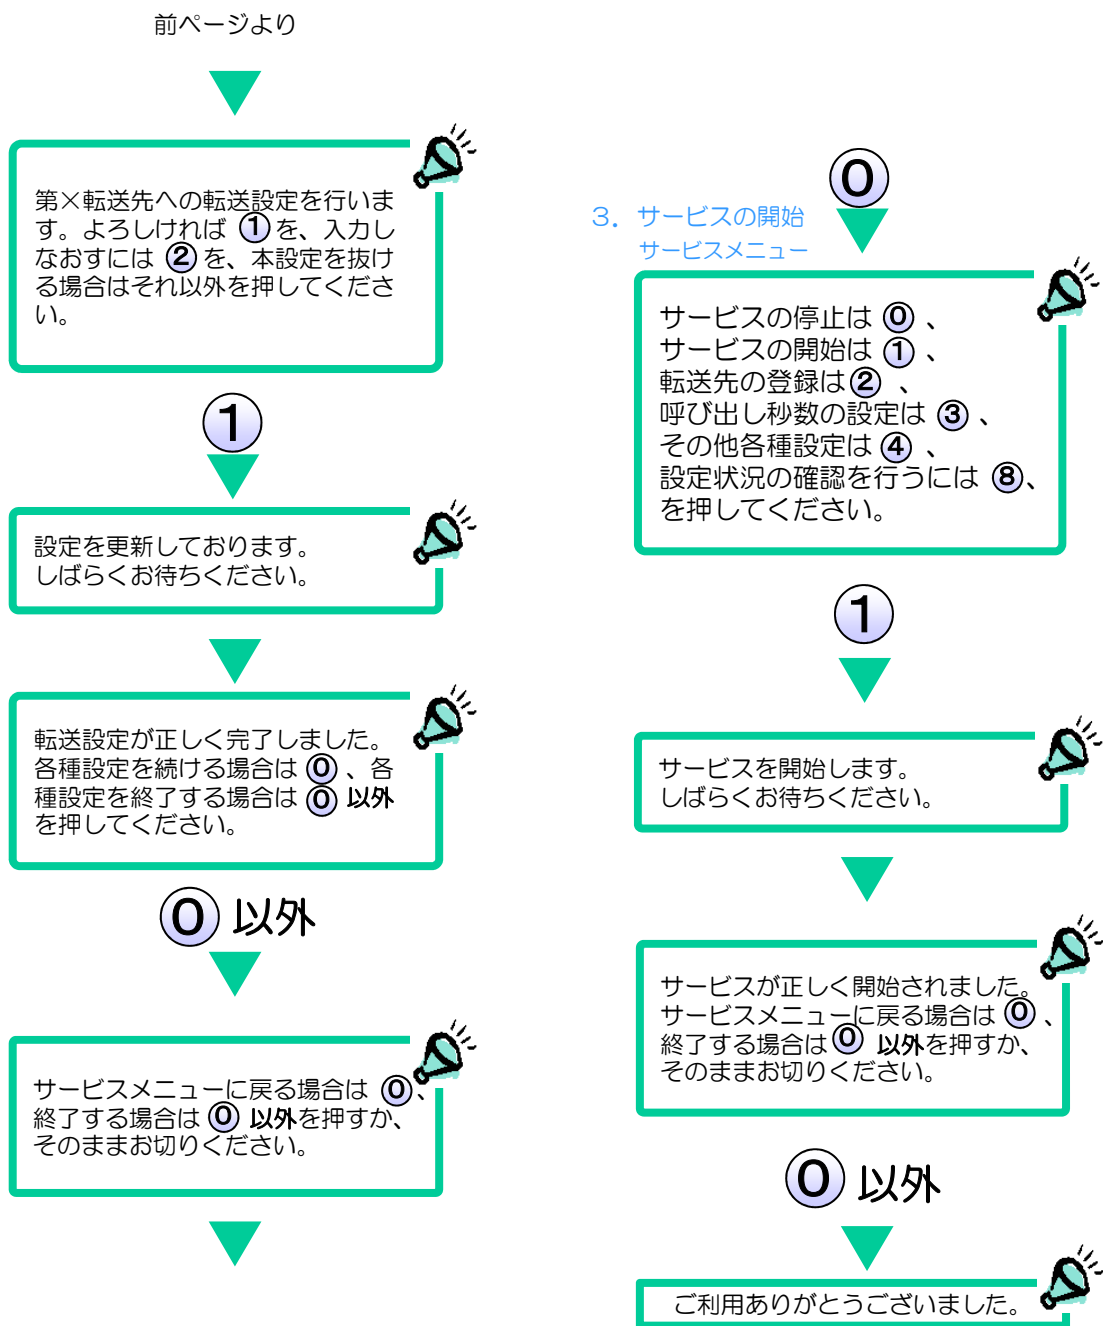 前ページより
第×転送先への転送設定を行いま
す。よろしければ ① を、入力し
なおすには ② を、本設定を抜け
る場合はそれ以外を押してくださ
い。
①
設定を更新しております。
しばらくお待ちください。
転送設定が正しく完了しました。
各種設定を続ける場合は ⓪ 、各
種設定を終了する場合は ⓪ 以外
を押してください。
⓪ 以外
サービスメニューに戻る場合は ⓪、
終了する場合は ⓪ 以外を押すか、
そのままお切りください。
⓪
3．サービスの開始
サービスメニュー
サービスの停止は ⓪ 、
サービスの開始は ① 、
転送先の登録は ② 、
呼び出し秒数の設定は ③ 、
その他各種設定は ④ 、
設定状況の確認を行うには ⑧、
を押してください。
①
サービスを開始します。
しばらくお待ちください。
サービスが正しく開始されました。
サービスメニューに戻る場合は ⓪ 、
終了する場合は ⓪ 以外を押すか、
そのままお切りください。
⓪ 以外
ご利用ありがとうございました。